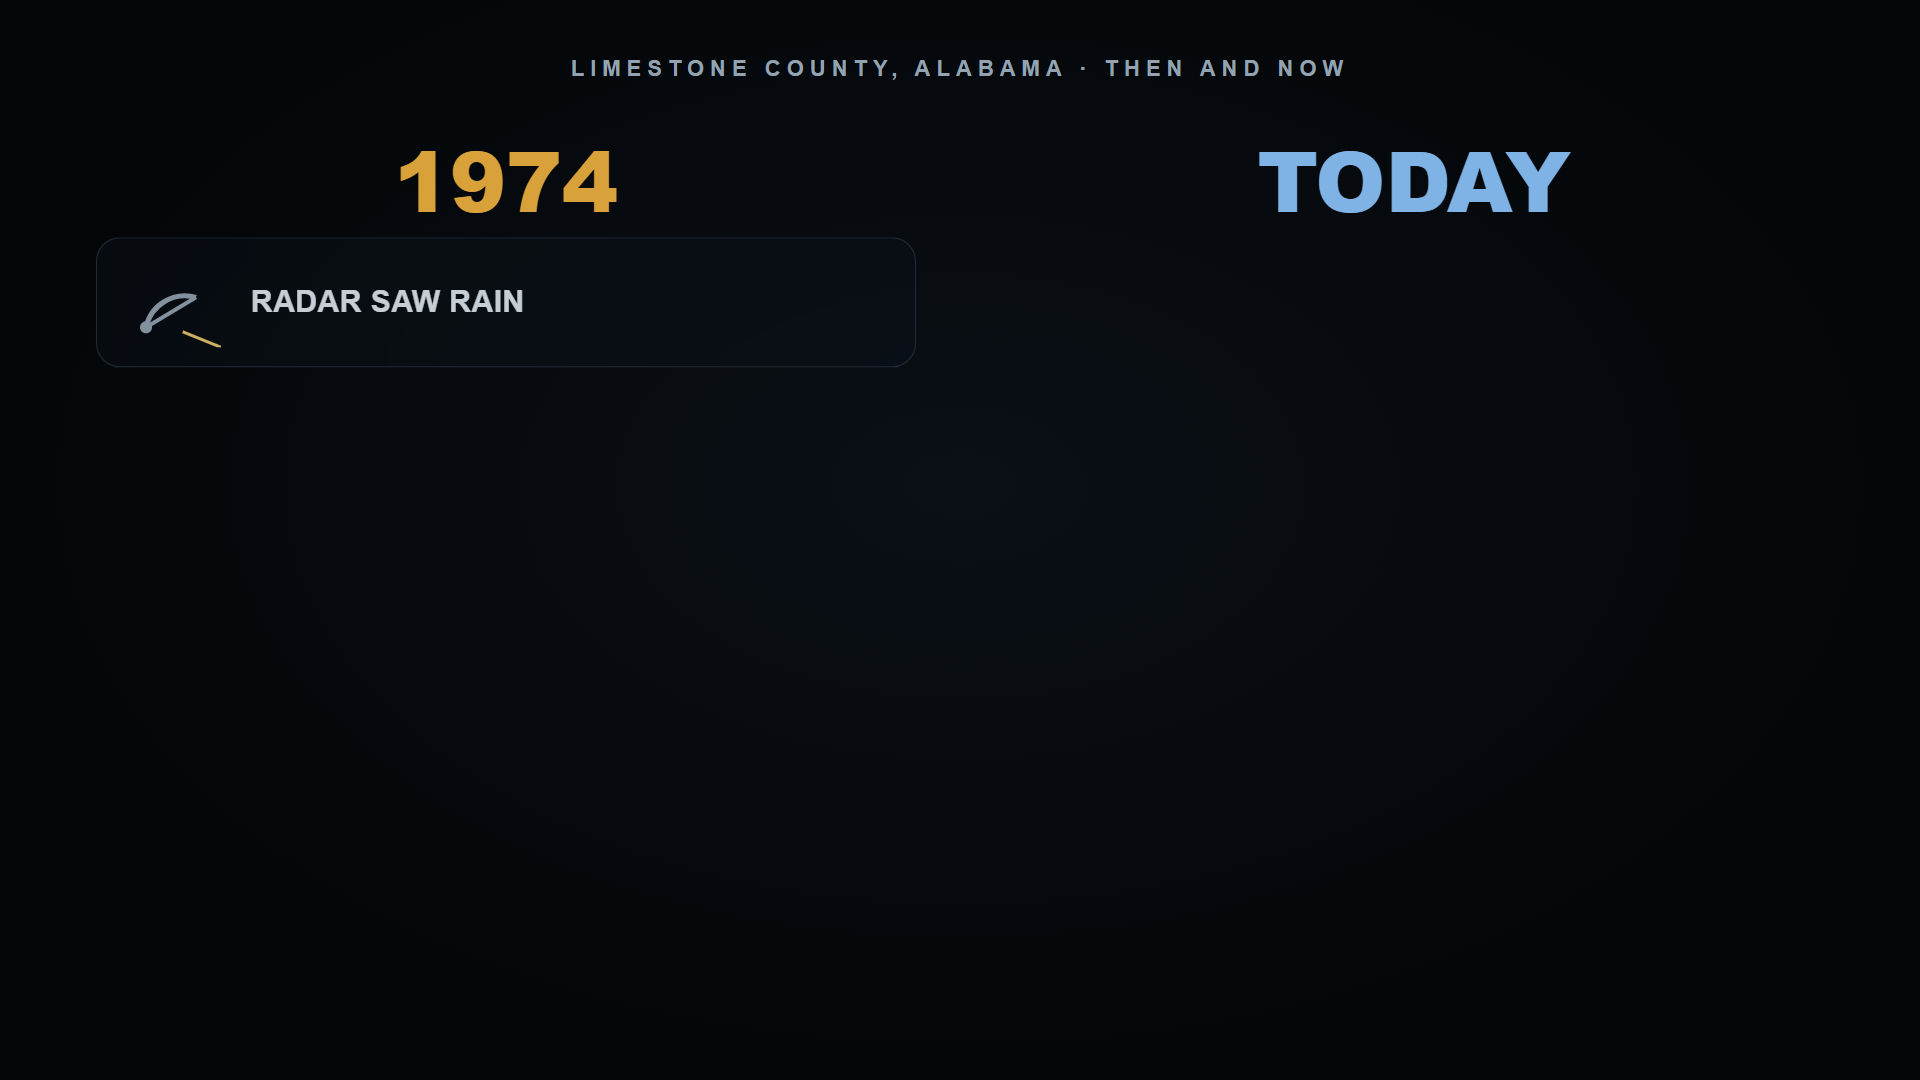 LIMESTONE COUNTY, ALABAMA · THEN AND NOW
1974
TODAY
RADAR SAW RAIN